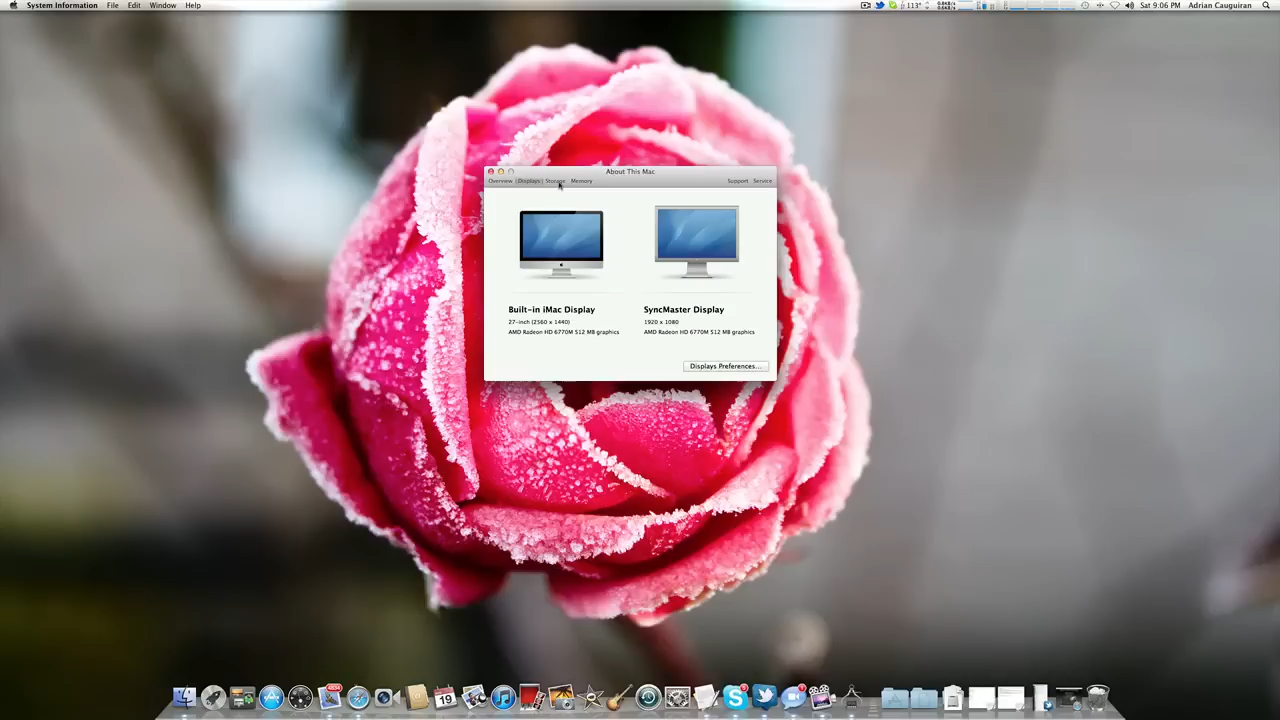 System Information File Edit Window Help
113° Sat 9:06 PM Adrian Cauguiran
About This Mac
Overview Displays Storage Memory Support Service
Built-in iMac Display
27-inch (2560 x 1440)
AMD Radeon HD 6770M 512 MB graphics
SyncMaster Display
1920 x 1080
AMD Radeon HD 6770M 512 MB graphics
Displays Preferences...
19